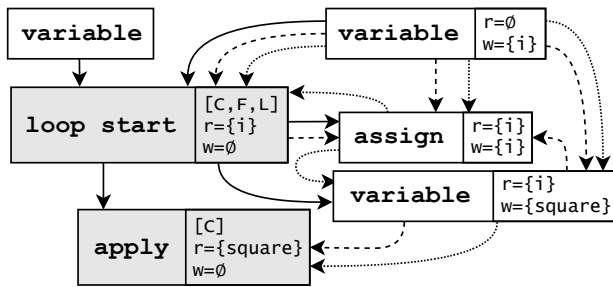 variable
variable
r=Ø
w={i}
loop start
[C,F,L]
r={i}
w=Ø
assign
r={i}
w={i}
variable
r={i}
w={square}
apply
[C]
r={square}
w=Ø